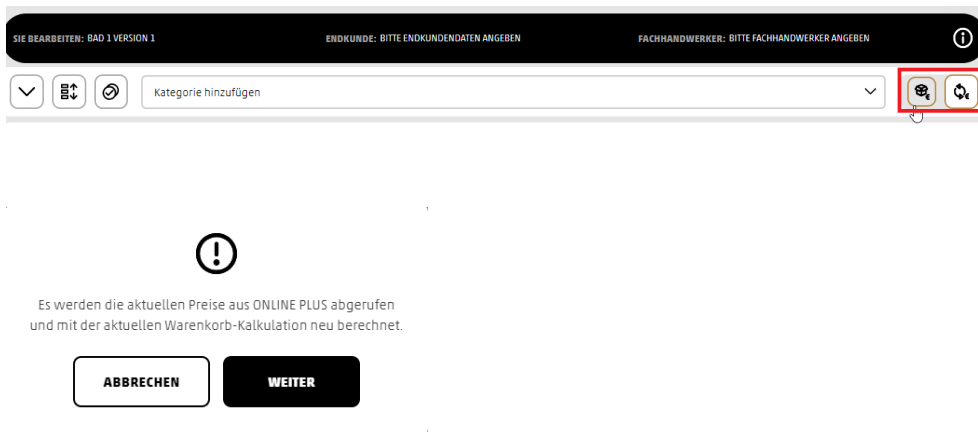 SIE BEARBEITEN: BAD 1 VERSION 1 ENDKUNDE: BITTE ENDKUNDENDATEN ANGEBEN FACHHANDWERKER: BITTE FACHHANDWERKER ANGEBEN
Kategorie hinzufügen
Es werden die aktuellen Preise aus ONLINE PLUS abgerufen
und mit der aktuellen Warenkorb-Kalkulation neu berechnet.
ABBRECHEN WEITER